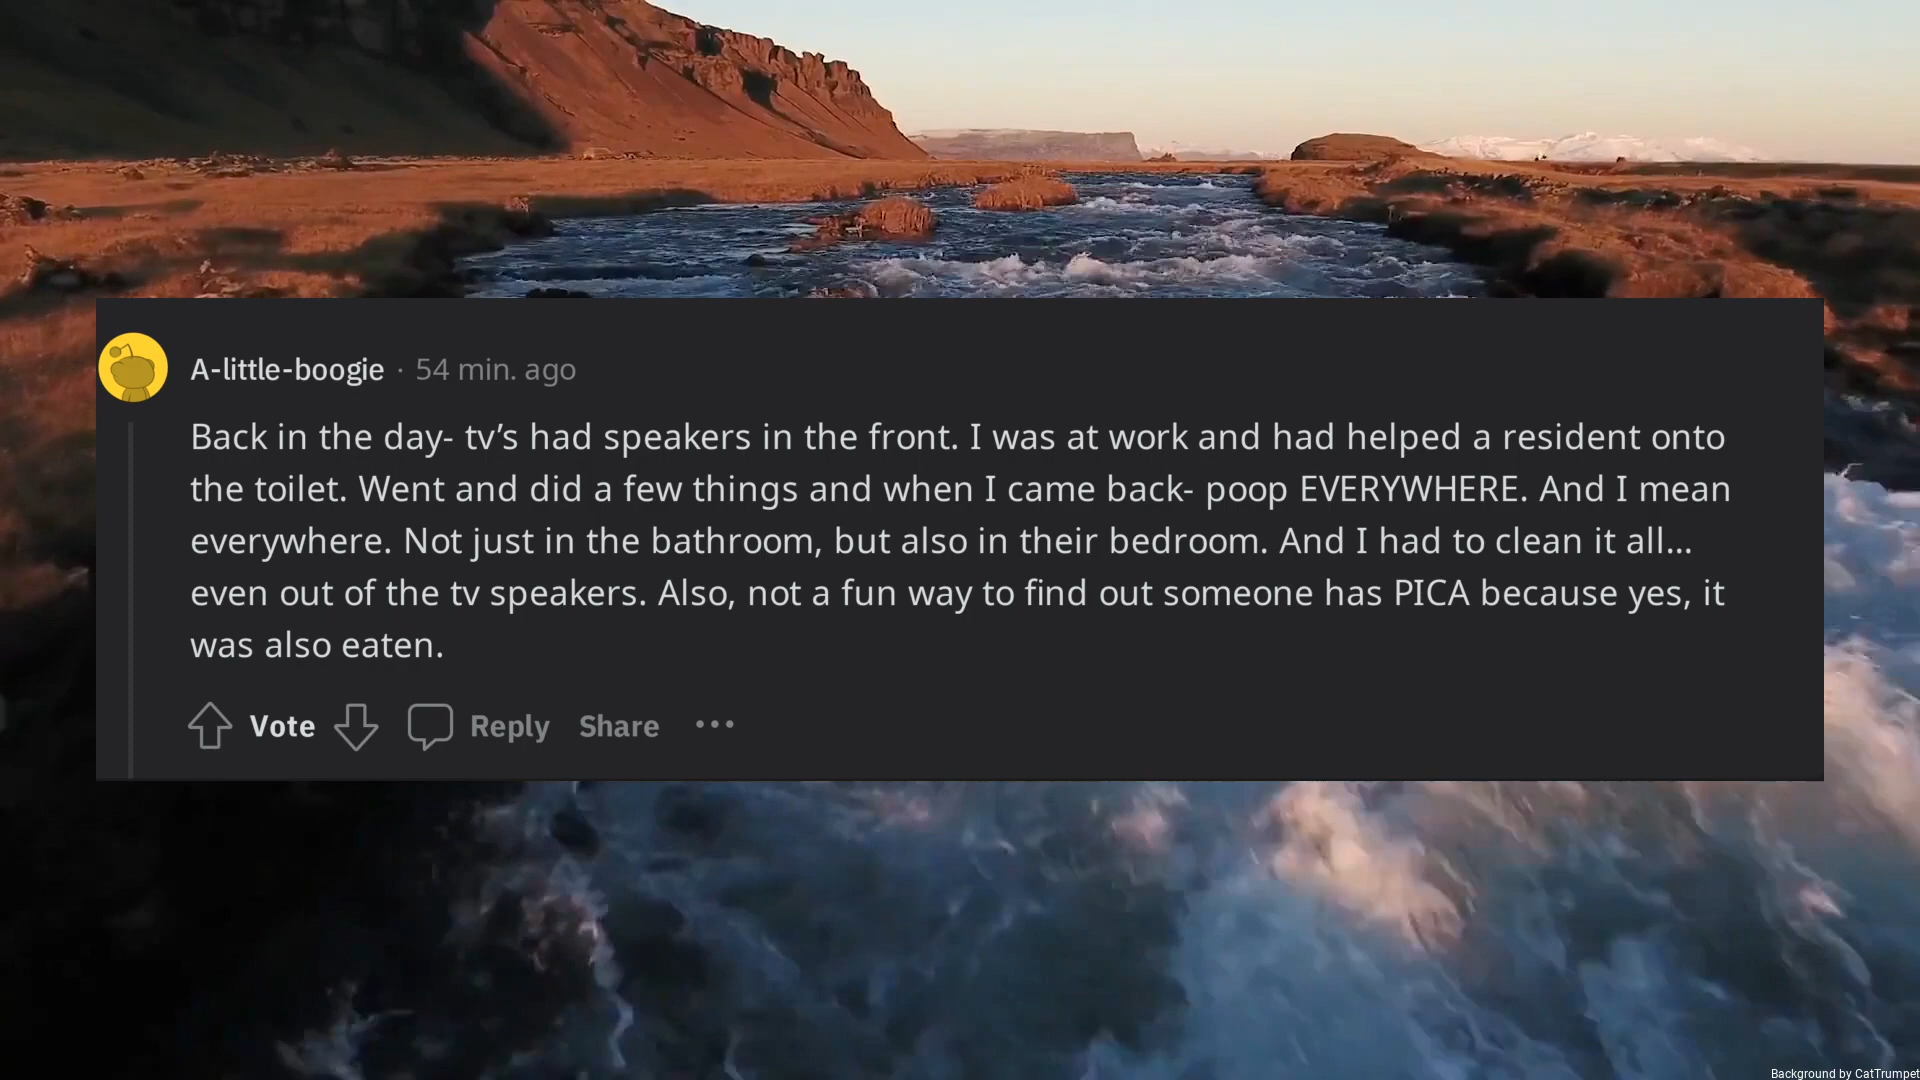 A-little-boogie · 54 min. ago
Back in the day- tv’s had speakers in the front. I was at work and had helped a resident onto
the toilet. Went and did a few things and when I came back- poop EVERYWHERE. And I mean
everywhere. Not just in the bathroom, but also in their bedroom. And I had to clean it all...
even out of the tv speakers. Also, not a fun way to find out someone has PICA because yes, it
was also eaten.
Vote Reply Share ...
Background by CatTrumpet